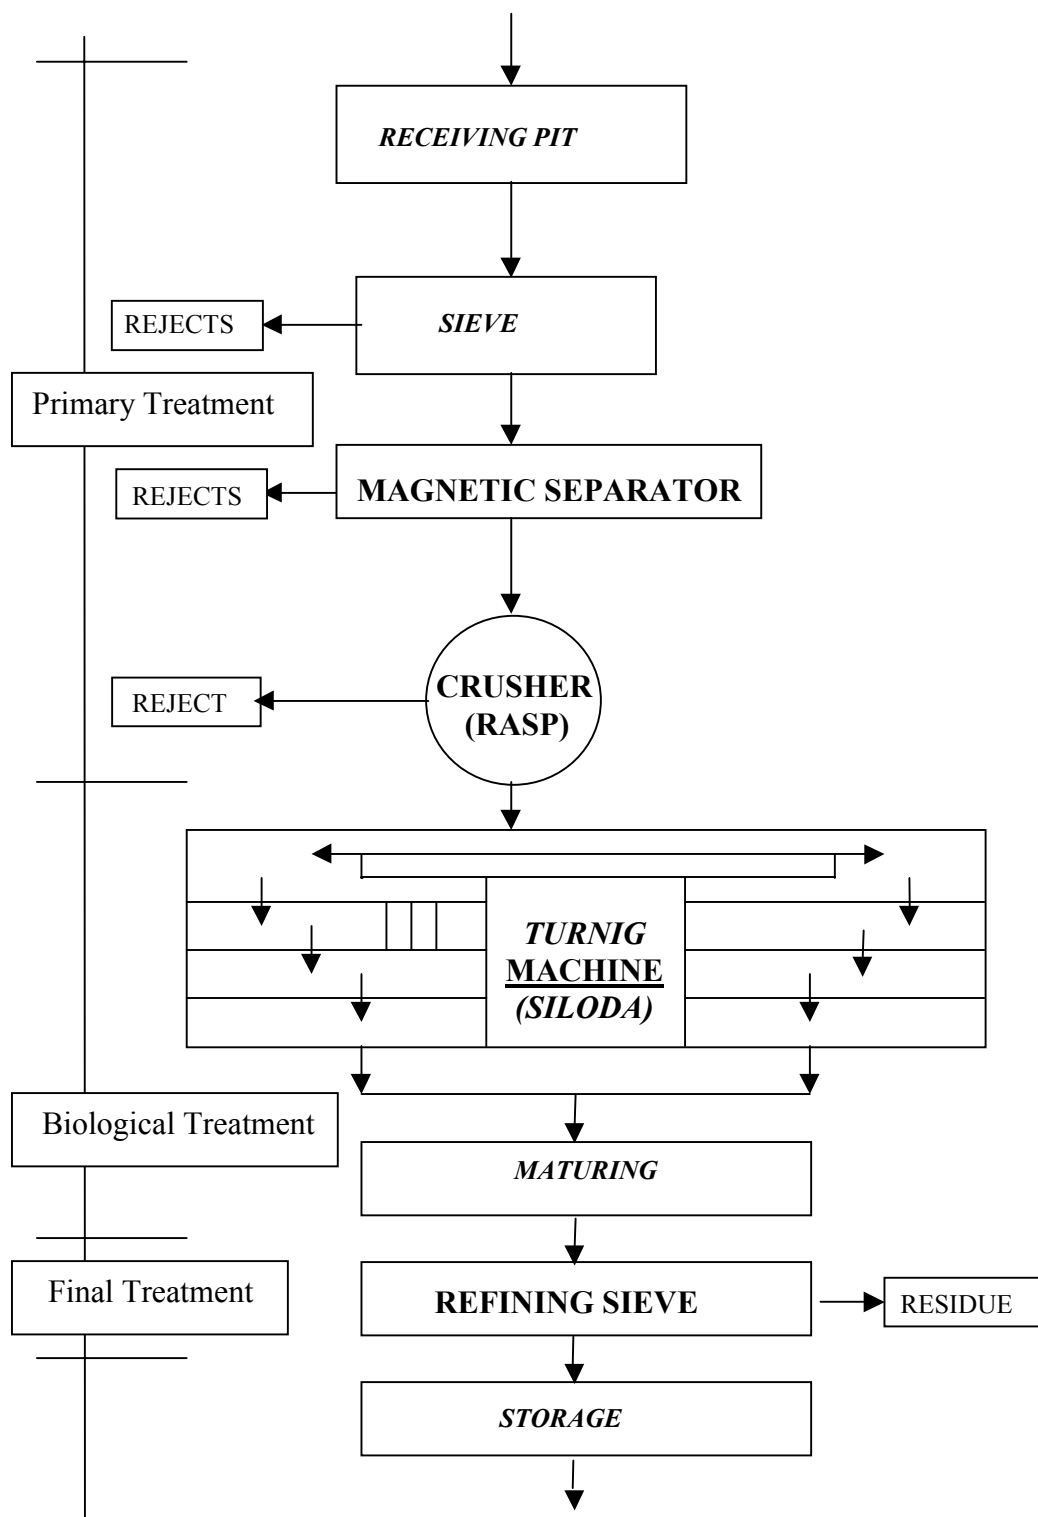 RECEIVING PIT
REJECTS
SIEVE
Primary Treatment
REJECTS
MAGNETIC SEPARATOR
REJECT
CRUSHER
(RASP)
TURNIG
MACHINE
(SILODA)
Biological Treatment
MATURING
Final Treatment
REFINING SIEVE
RESIDUE
STORAGE